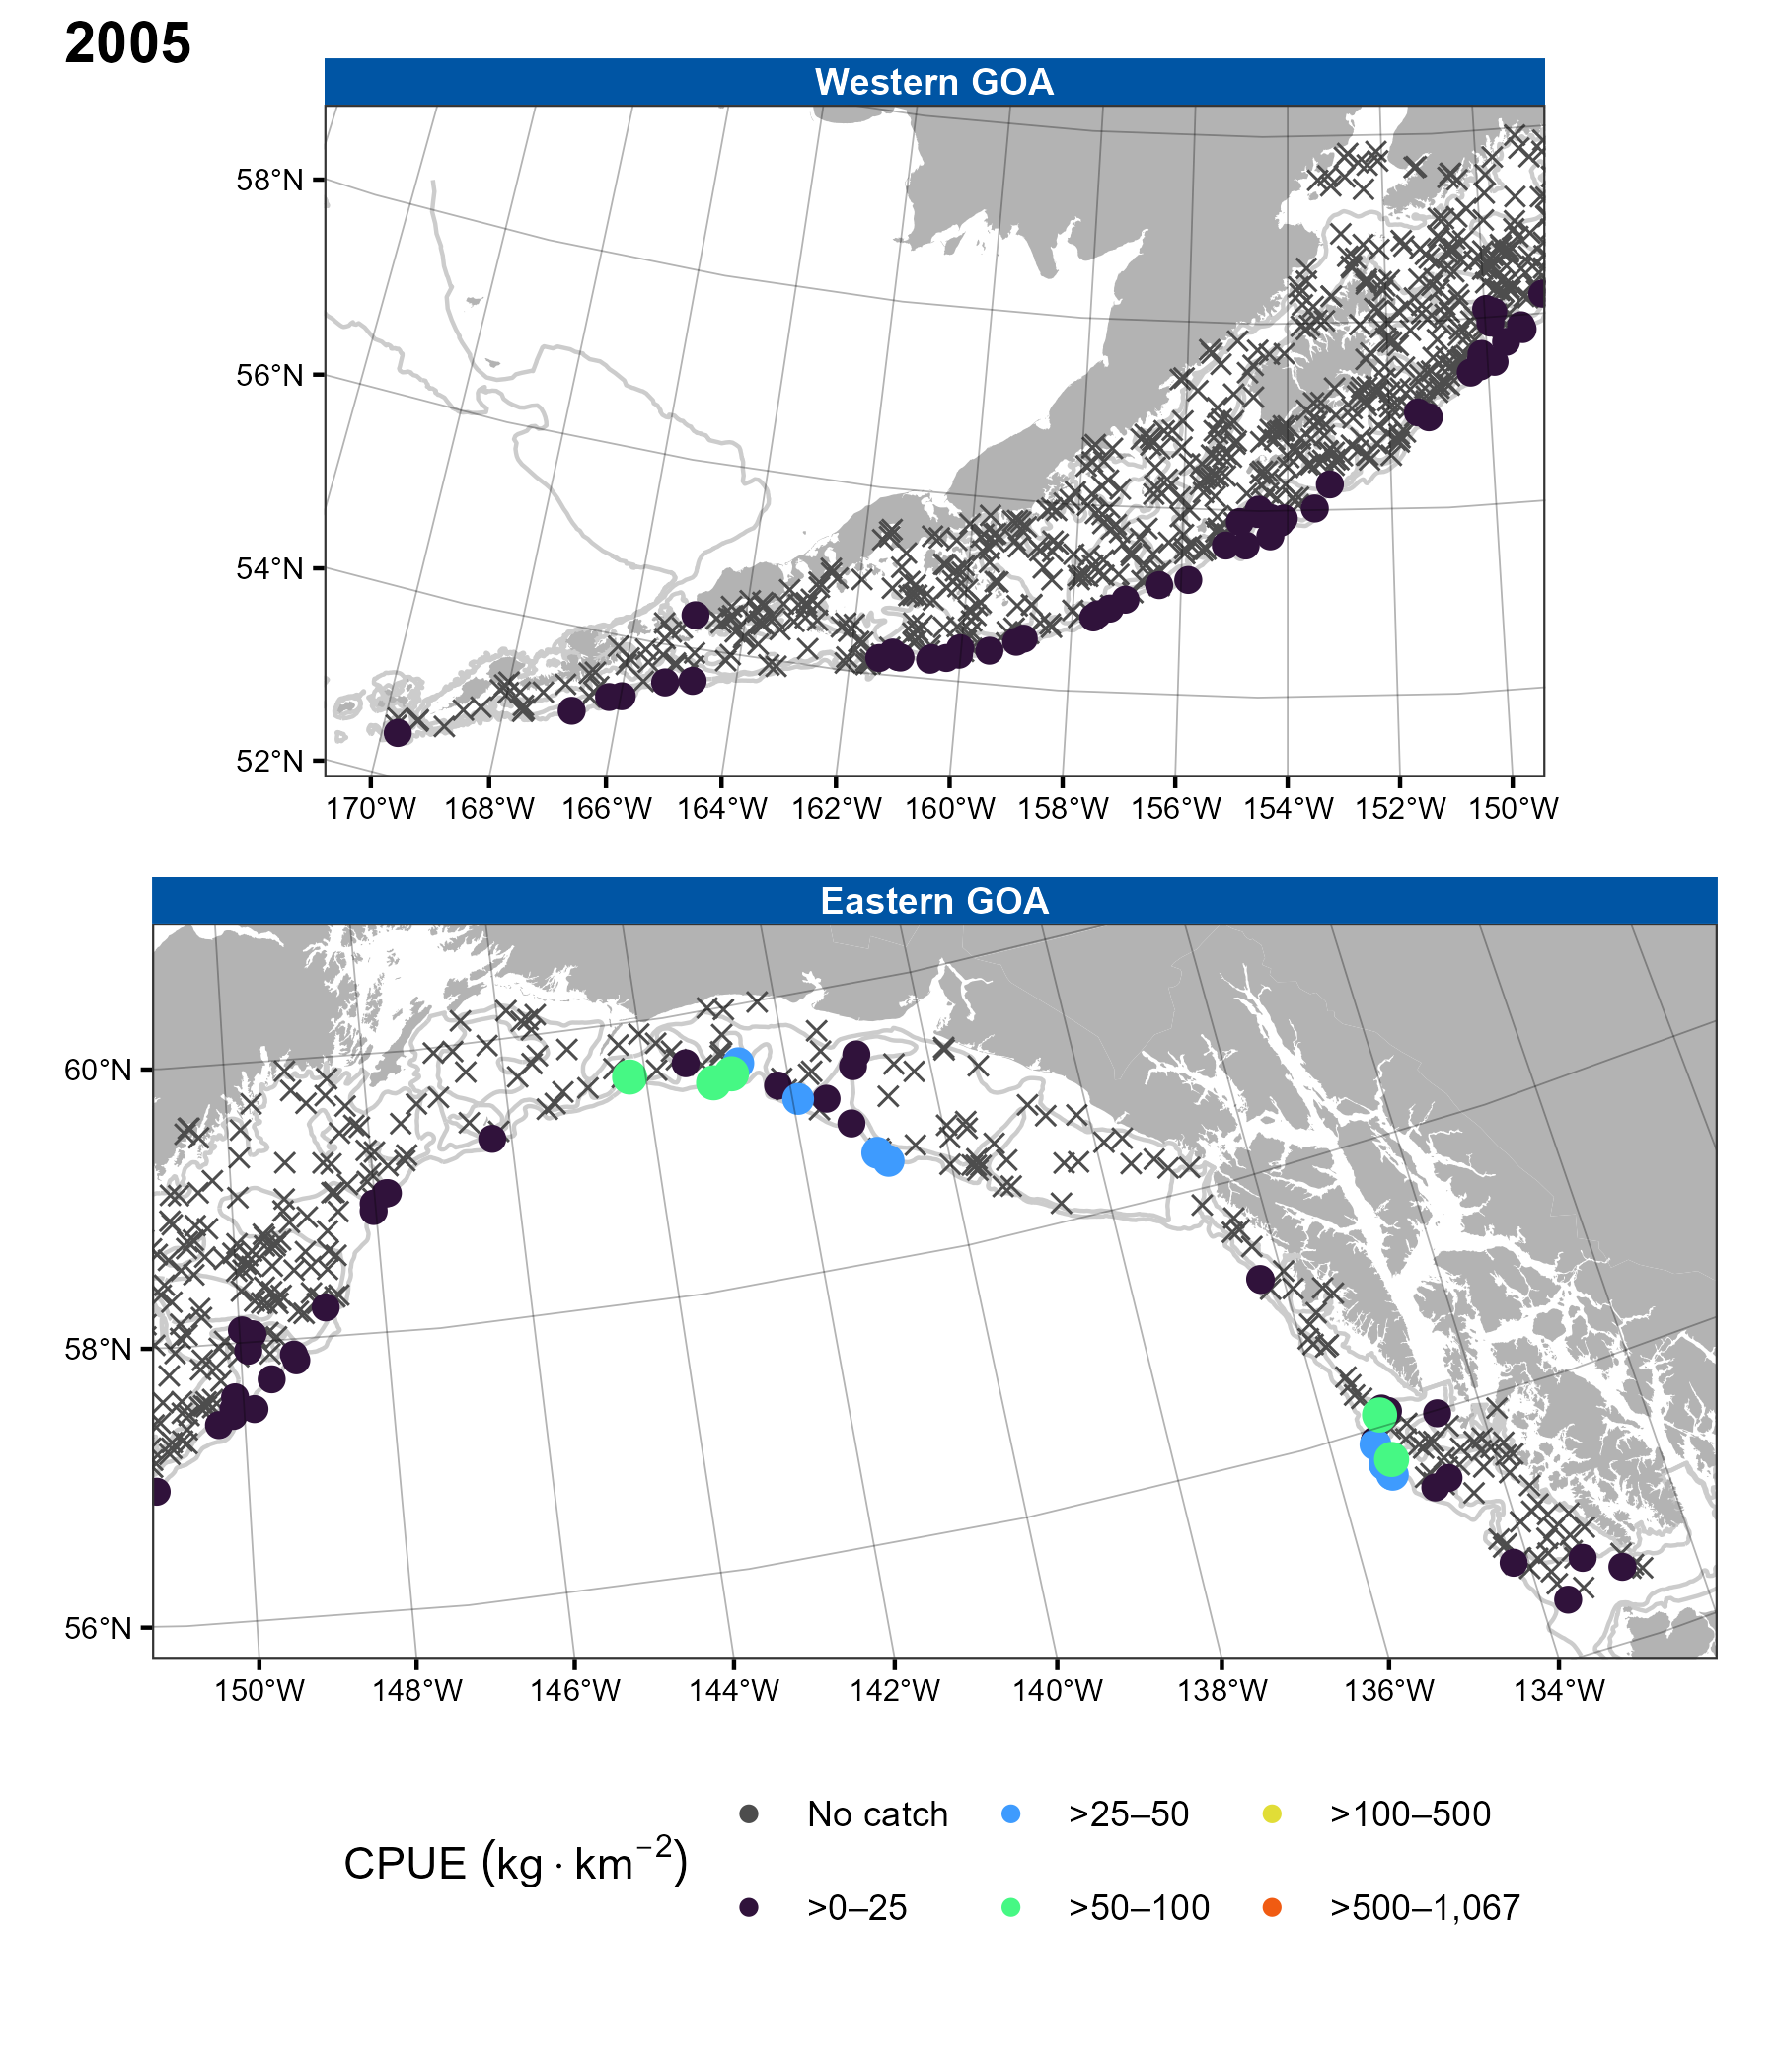 2005
Western GOA
58°N
56°N
54°N
52°N
170°W 168°W 166°W 164°W 162°W 160°W 158°W 156°W 154°W 152°W 150°W
Eastern GOA
60°N
58°N
56°N
150°W 148°W 146°W 144°W 142°W 140°W 138°W 136°W 134°W
No catch >25–50 >100–500
CPUE (kg · km⁻²)
>0–25 >50–100 >500–1,067